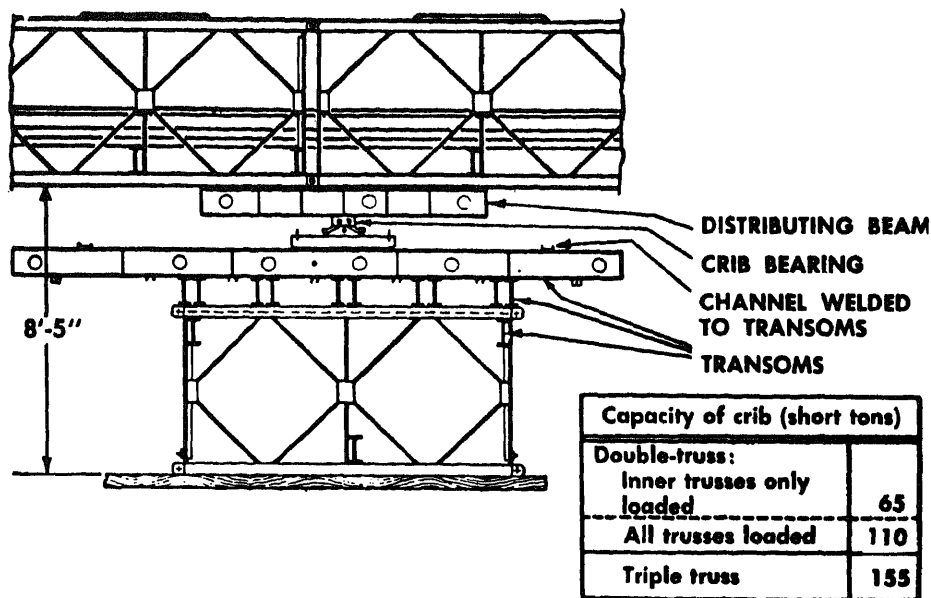 DISTRIBUTING BEAM
CRIB BEARING
CHANNEL WELDED
TO TRANSOMS
TRANSOMS
8'-5"
Capacity of crib (short tons)
Double-truss:
Inner trusses only
loaded 65
All trusses loaded 110
Triple truss 155